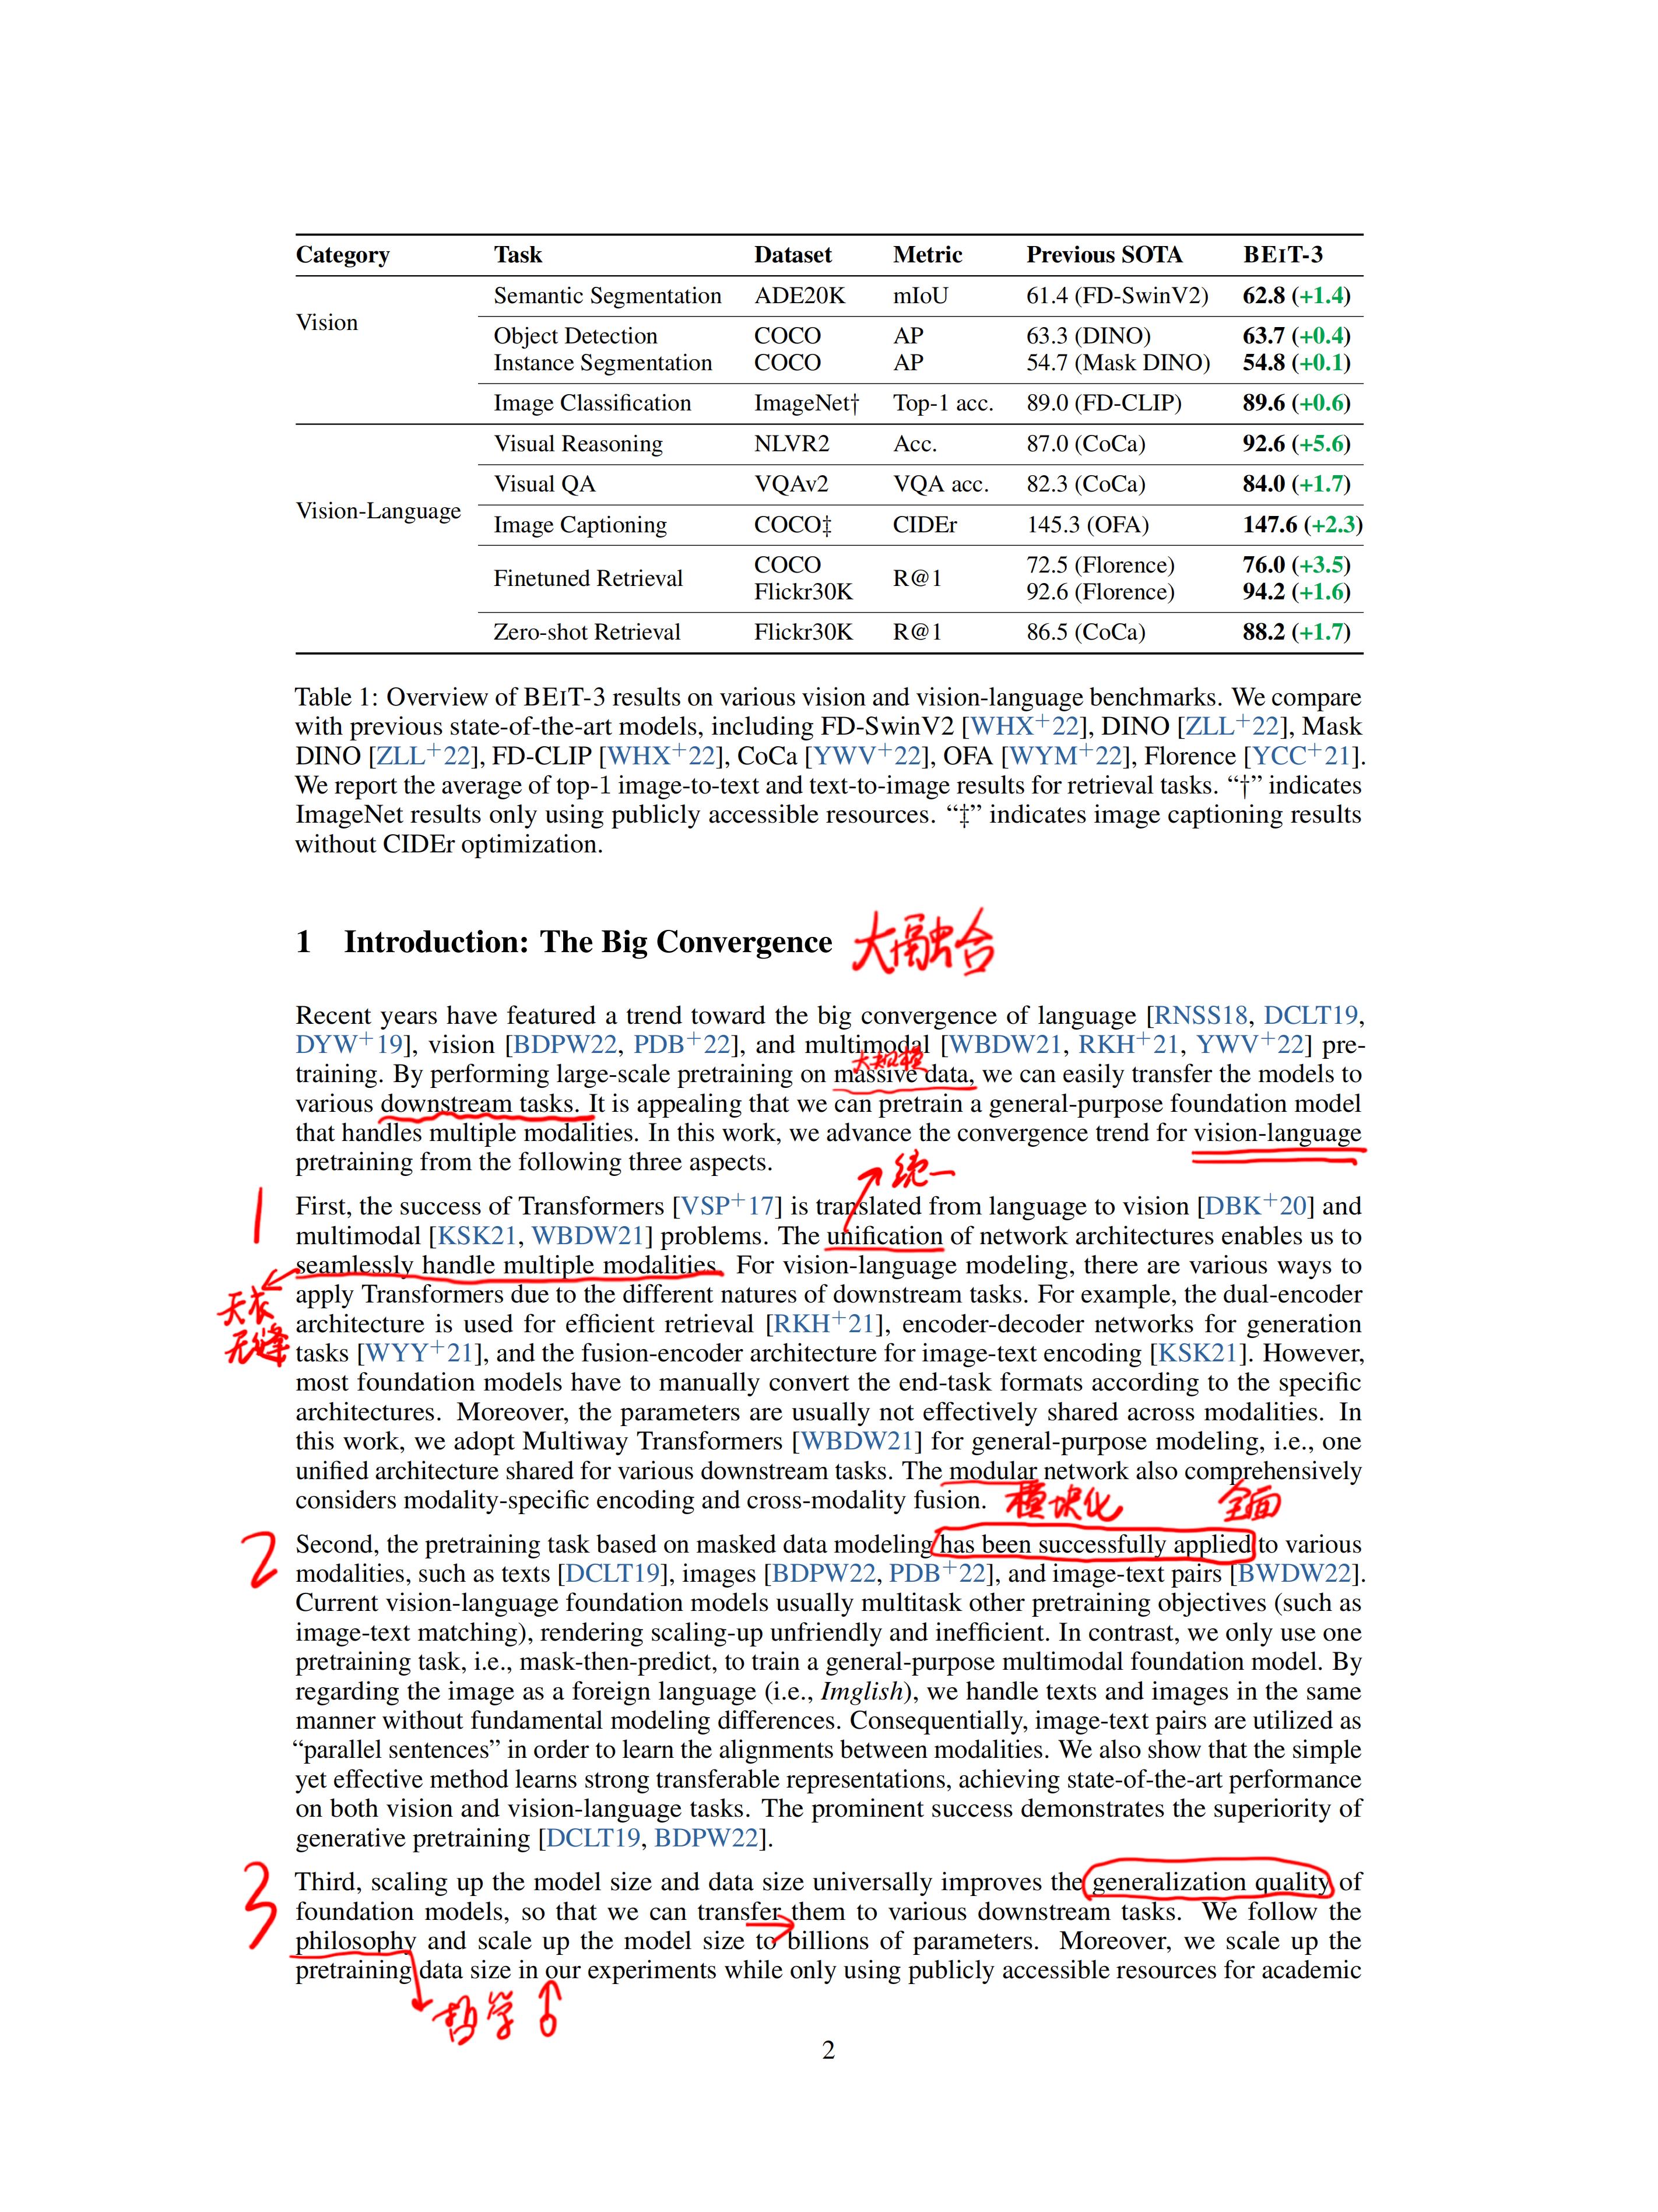 Category Task Dataset Metric Previous SOTA BEIT-3
Vision
Semantic Segmentation ADE20K mIoU 61.4 (FD-SwinV2) 62.8 (+1.4)
Object Detection COCO AP 63.3 (DINO) 63.7 (+0.4)
Instance Segmentation COCO AP 54.7 (Mask DINO) 54.8 (+0.1)
Image Classification ImageNet† Top-1 acc. 89.0 (FD-CLIP) 89.6 (+0.6)
Vision-Language
Visual Reasoning NLVR2 Acc. 87.0 (CoCa) 92.6 (+5.6)
Visual QA VQAv2 VQA acc. 82.3 (CoCa) 84.0 (+1.7)
Image Captioning COCO‡ CIDEr 145.3 (OFA) 147.6 (+2.3)
Finetuned Retrieval COCO R@1 72.5 (Florence) 76.0 (+3.5)
Flickr30K 92.6 (Florence) 94.2 (+1.6)
Zero-shot Retrieval Flickr30K R@1 86.5 (CoCa) 88.2 (+1.7)
Table 1: Overview of BEIT-3 results on various vision and vision-language benchmarks. We compare
with previous state-of-the-art models, including FD-SwinV2 [WHX+22], DINO [ZLL+22], Mask
DINO [ZLL+22], FD-CLIP [WHX+22], CoCa [YWV+22], OFA [WYM+22], Florence [YCC+21].
We report the average of top-1 image-to-text and text-to-image results for retrieval tasks. “†” indicates
ImageNet results only using publicly accessible resources. “‡” indicates image captioning results
without CIDEr optimization.
1 Introduction: The Big Convergence 大融合
Recent years have featured a trend toward the big convergence of language [RNSS18, DCLT19,
DYW+19], vision [BDPW22, PDB+22], and multimodal [WBDW21, RKH+21, YWV+22] pre-
大规模
training. By performing large-scale pretraining on massive data, we can easily transfer the models to
various downstream tasks. It is appealing that we can pretrain a general-purpose foundation model
that handles multiple modalities. In this work, we advance the convergence trend for vision-language
pretraining from the following three aspects.
统一
1
First, the success of Transformers [VSP+17] is translated from language to vision [DBK+20] and
multimodal [KSK21, WBDW21] problems. The unification of network architectures enables us to
seamlessly handle multiple modalities. For vision-language modeling, there are various ways to
天衣
无缝
apply Transformers due to the different natures of downstream tasks. For example, the dual-encoder
architecture is used for efficient retrieval [RKH+21], encoder-decoder networks for generation
tasks [WYY+21], and the fusion-encoder architecture for image-text encoding [KSK21]. However,
most foundation models have to manually convert the end-task formats according to the specific
architectures. Moreover, the parameters are usually not effectively shared across modalities. In
this work, we adopt Multiway Transformers [WBDW21] for general-purpose modeling, i.e., one
unified architecture shared for various downstream tasks. The modular network also comprehensively
considers modality-specific encoding and cross-modality fusion. 模块化 全面
2
Second, the pretraining task based on masked data modeling has been successfully applied to various
modalities, such as texts [DCLT19], images [BDPW22, PDB+22], and image-text pairs [BWDW22].
Current vision-language foundation models usually multitask other pretraining objectives (such as
image-text matching), rendering scaling-up unfriendly and inefficient. In contrast, we only use one
pretraining task, i.e., mask-then-predict, to train a general-purpose multimodal foundation model. By
regarding the image as a foreign language (i.e., Imglish), we handle texts and images in the same
manner without fundamental modeling differences. Consequentially, image-text pairs are utilized as
“parallel sentences” in order to learn the alignments between modalities. We also show that the simple
yet effective method learns strong transferable representations, achieving state-of-the-art performance
on both vision and vision-language tasks. The prominent success demonstrates the superiority of
generative pretraining [DCLT19, BDPW22].
3
Third, scaling up the model size and data size universally improves the generalization quality of
foundation models, so that we can transfer them to various downstream tasks. We follow the
philosophy and scale up the model size to billions of parameters. Moreover, we scale up the
pretraining data size in our experiments while only using publicly accessible resources for academic
哲学
2